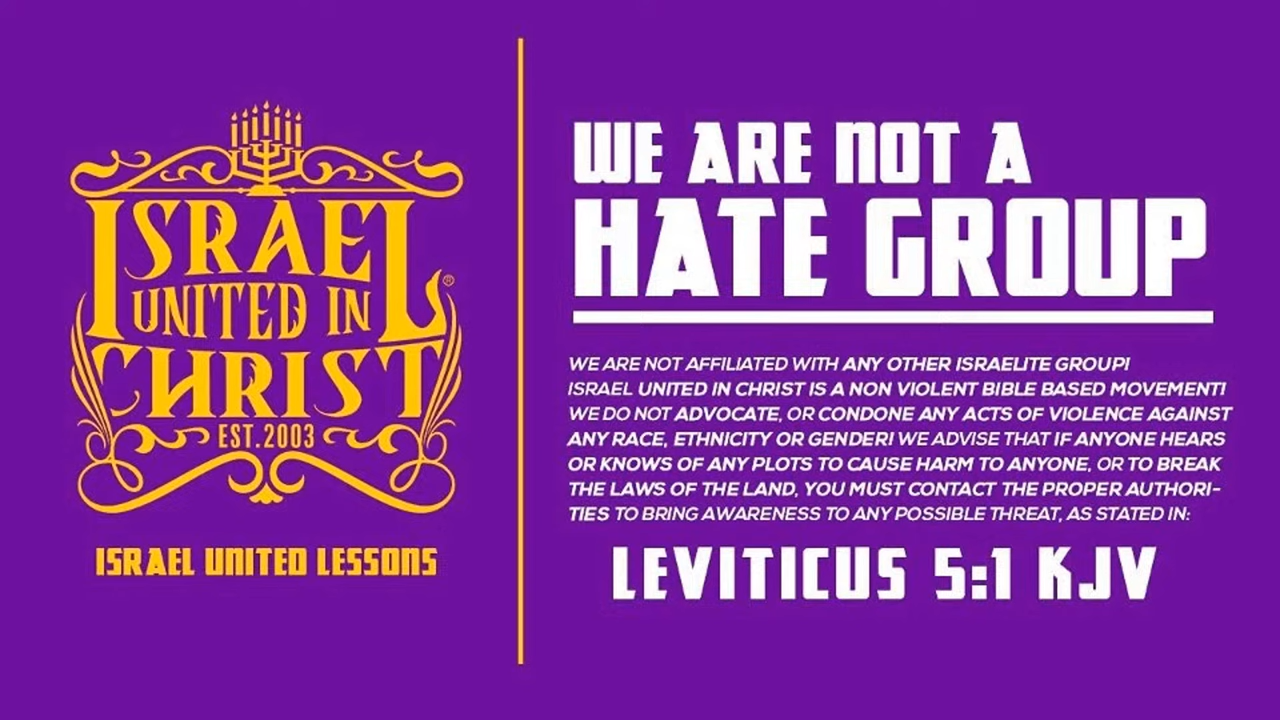 ISRAEL
UNITED IN
CHRIST
®
EST.2003
ISRAEL UNITED LESSONS
WE ARE NOT A
HATE GROUP
WE ARE NOT AFFILIATED WITH ANY OTHER ISRAELITE GROUP!
ISRAEL UNITED IN CHRIST IS A NON VIOLENT BIBLE BASED MOVEMENT!
WE DO NOT ADVOCATE, OR CONDONE ANY ACTS OF VIOLENCE AGAINST
ANY RACE, ETHNICITY OR GENDER! WE ADVISE THAT IF ANYONE HEARS
OR KNOWS OF ANY PLOTS TO CAUSE HARM TO ANYONE, OR TO BREAK
THE LAWS OF THE LAND, YOU MUST CONTACT THE PROPER AUTHORI-
TIES TO BRING AWARENESS TO ANY POSSIBLE THREAT, AS STATED IN:
LEVITICUS 5:1 KJV